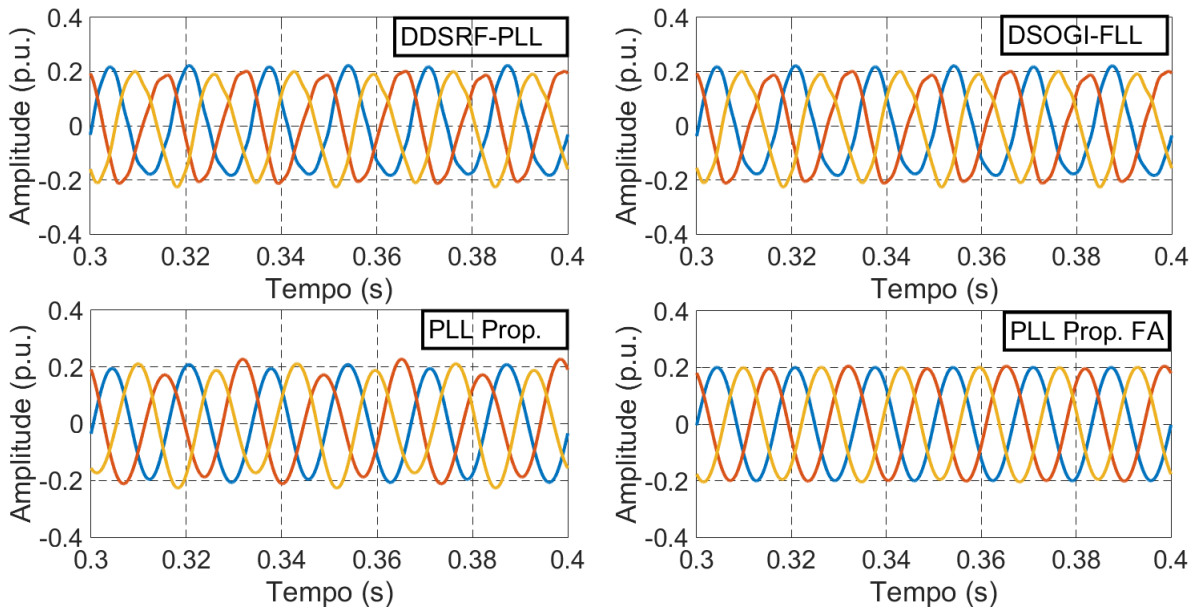 DDSRF-PLL
Amplitude (p.u.)
0.4
0.2
0
-0.2
-0.4
0.3 0.32 0.34 0.36 0.38 0.4
Tempo (s)
DSOGI-FLL
Amplitude (p.u.)
0.4
0.2
0
-0.2
-0.4
0.3 0.32 0.34 0.36 0.38 0.4
Tempo (s)
PLL Prop.
Amplitude (p.u.)
0.4
0.2
0
-0.2
-0.4
0.3 0.32 0.34 0.36 0.38 0.4
Tempo (s)
PLL Prop. FA
Amplitude (p.u.)
0.4
0.2
0
-0.2
-0.4
0.3 0.32 0.34 0.36 0.38 0.4
Tempo (s)